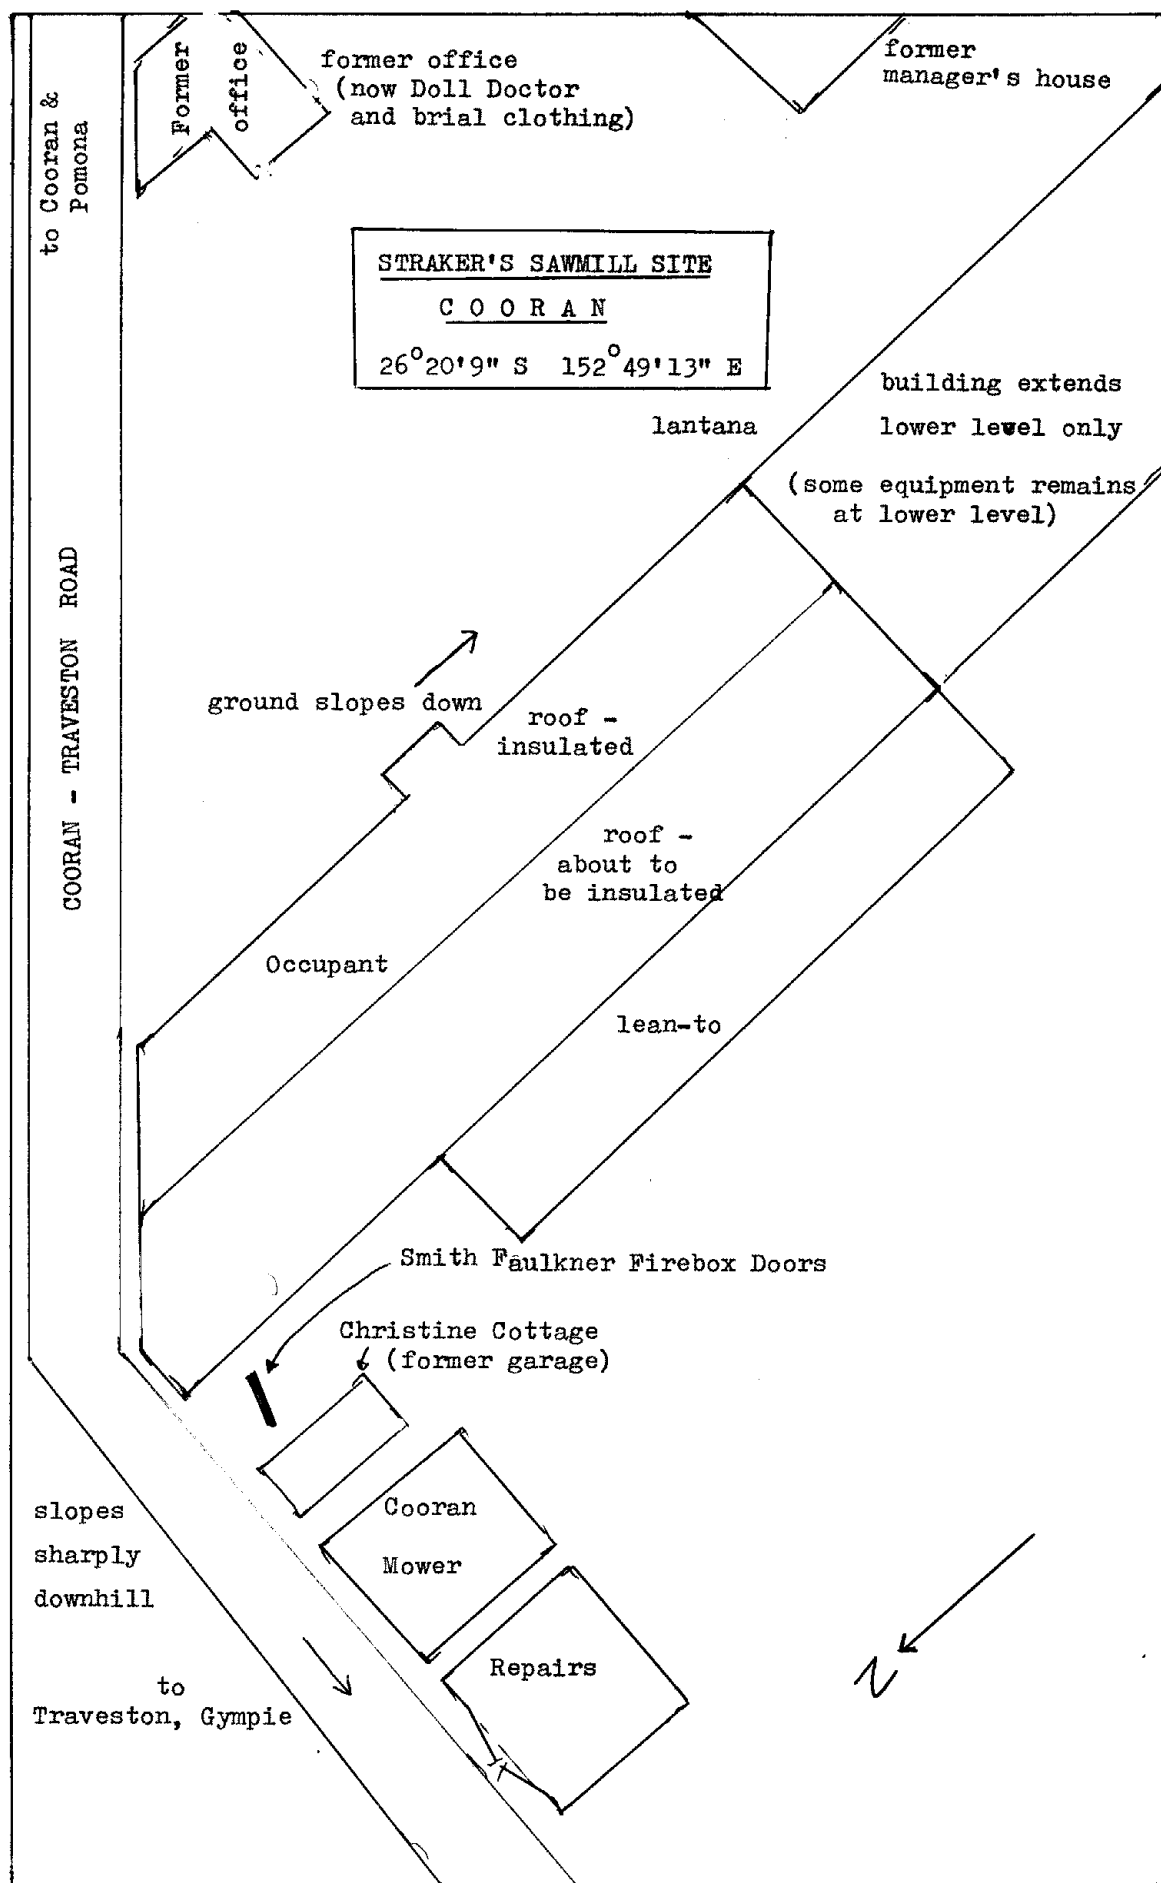 to Cooran &
Pomona
Former
office
former office
(now Doll Doctor
and brial clothing)
former
manager's house
STRAKER'S SAWMILL SITE
C O O R A N
26°20'9" S 152°49'13" E
building extends
lower level only
(some equipment remains
at lower level)
lantana
COORAN - TRAVESTON ROAD
ground slopes down
roof -
insulated
roof -
about to
be insulated
Occupant
lean-to
Smith Faulkner Firebox Doors
Christine Cottage
(former garage)
Cooran
Mower
Repairs
slopes
sharply
downhill
to
Traveston, Gympie
N